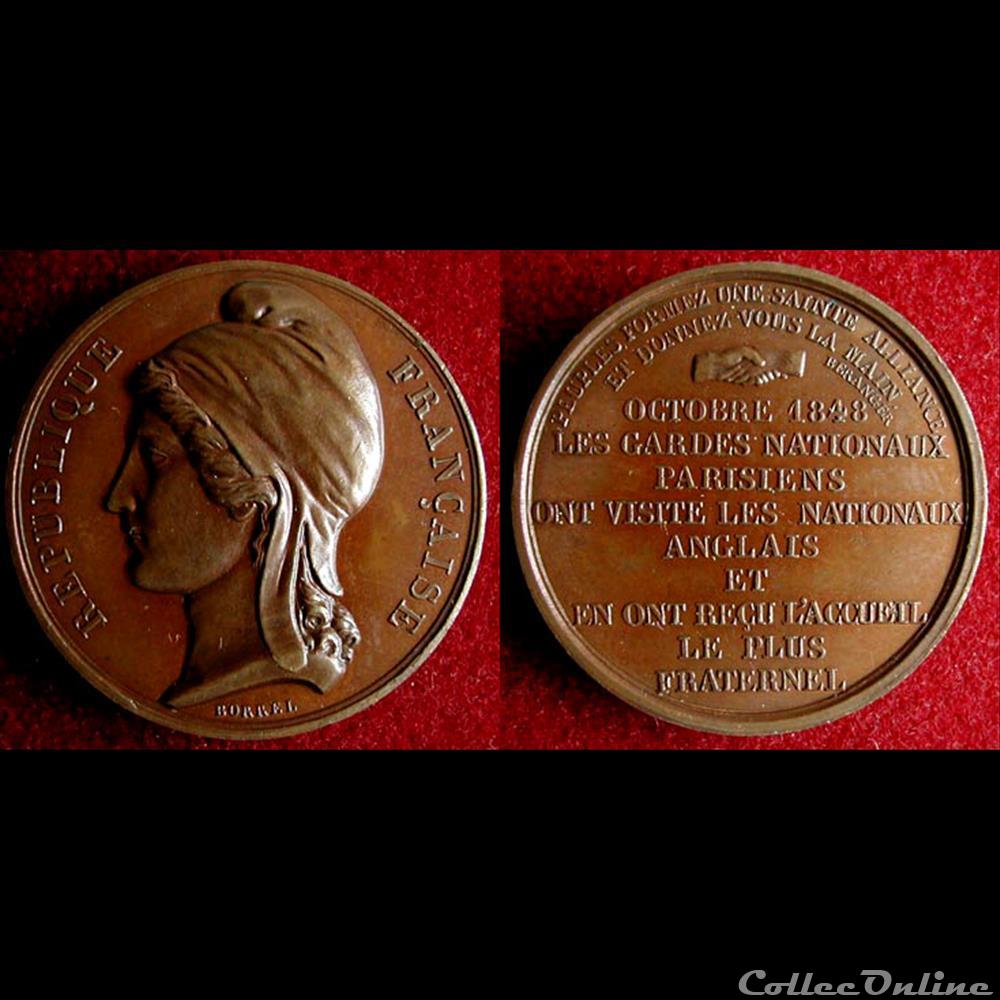 REPUBLIQUE FRANÇAISE
BORREL
PEUPLES, FORMEZ UNE SAINTE ALLIANCE
ET DONNEZ VOUS LA MAIN
BERANGER
OCTOBRE 1848
LES GARDES NATIONAUX
PARISIENS
ONT VISITE LES NATIONAUX
ANGLAIS
ET
EN ONT REÇU L'ACCUEIL
LE PLUS
FRATERNEL
CollecOnline